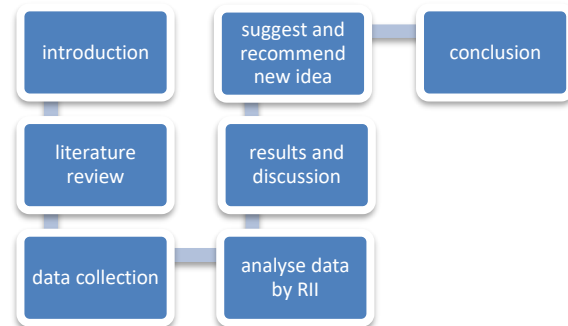 introduction
literature
review
data collection
analyse data
by RII
results and
discussion
suggest and
recommend
new idea
conclusion